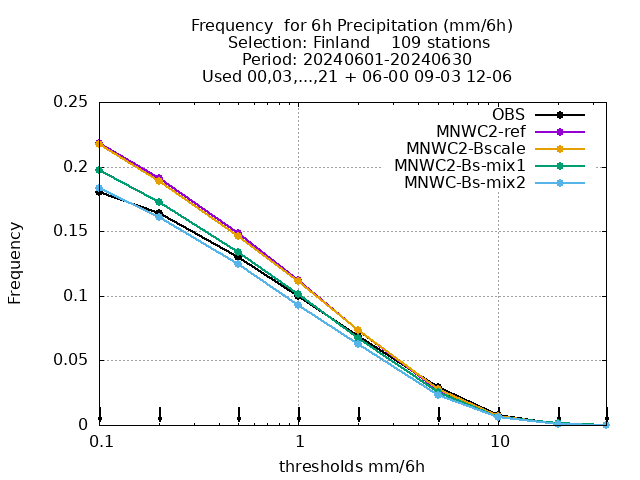 Frequency  for 6h Precipitation (mm/6h)
Selection: Finland    109 stations
Period: 20240601-20240630
Used 00,03,...,21 + 06-00 09-03 12-06
OBS
MNWC2-ref
MNWC2-Bscale
MNWC2-Bs-mix1
MNWC-Bs-mix2
0.25
0.2
0.15
0.1
0.05
0
Frequency
0.1
1
10
thresholds mm/6h